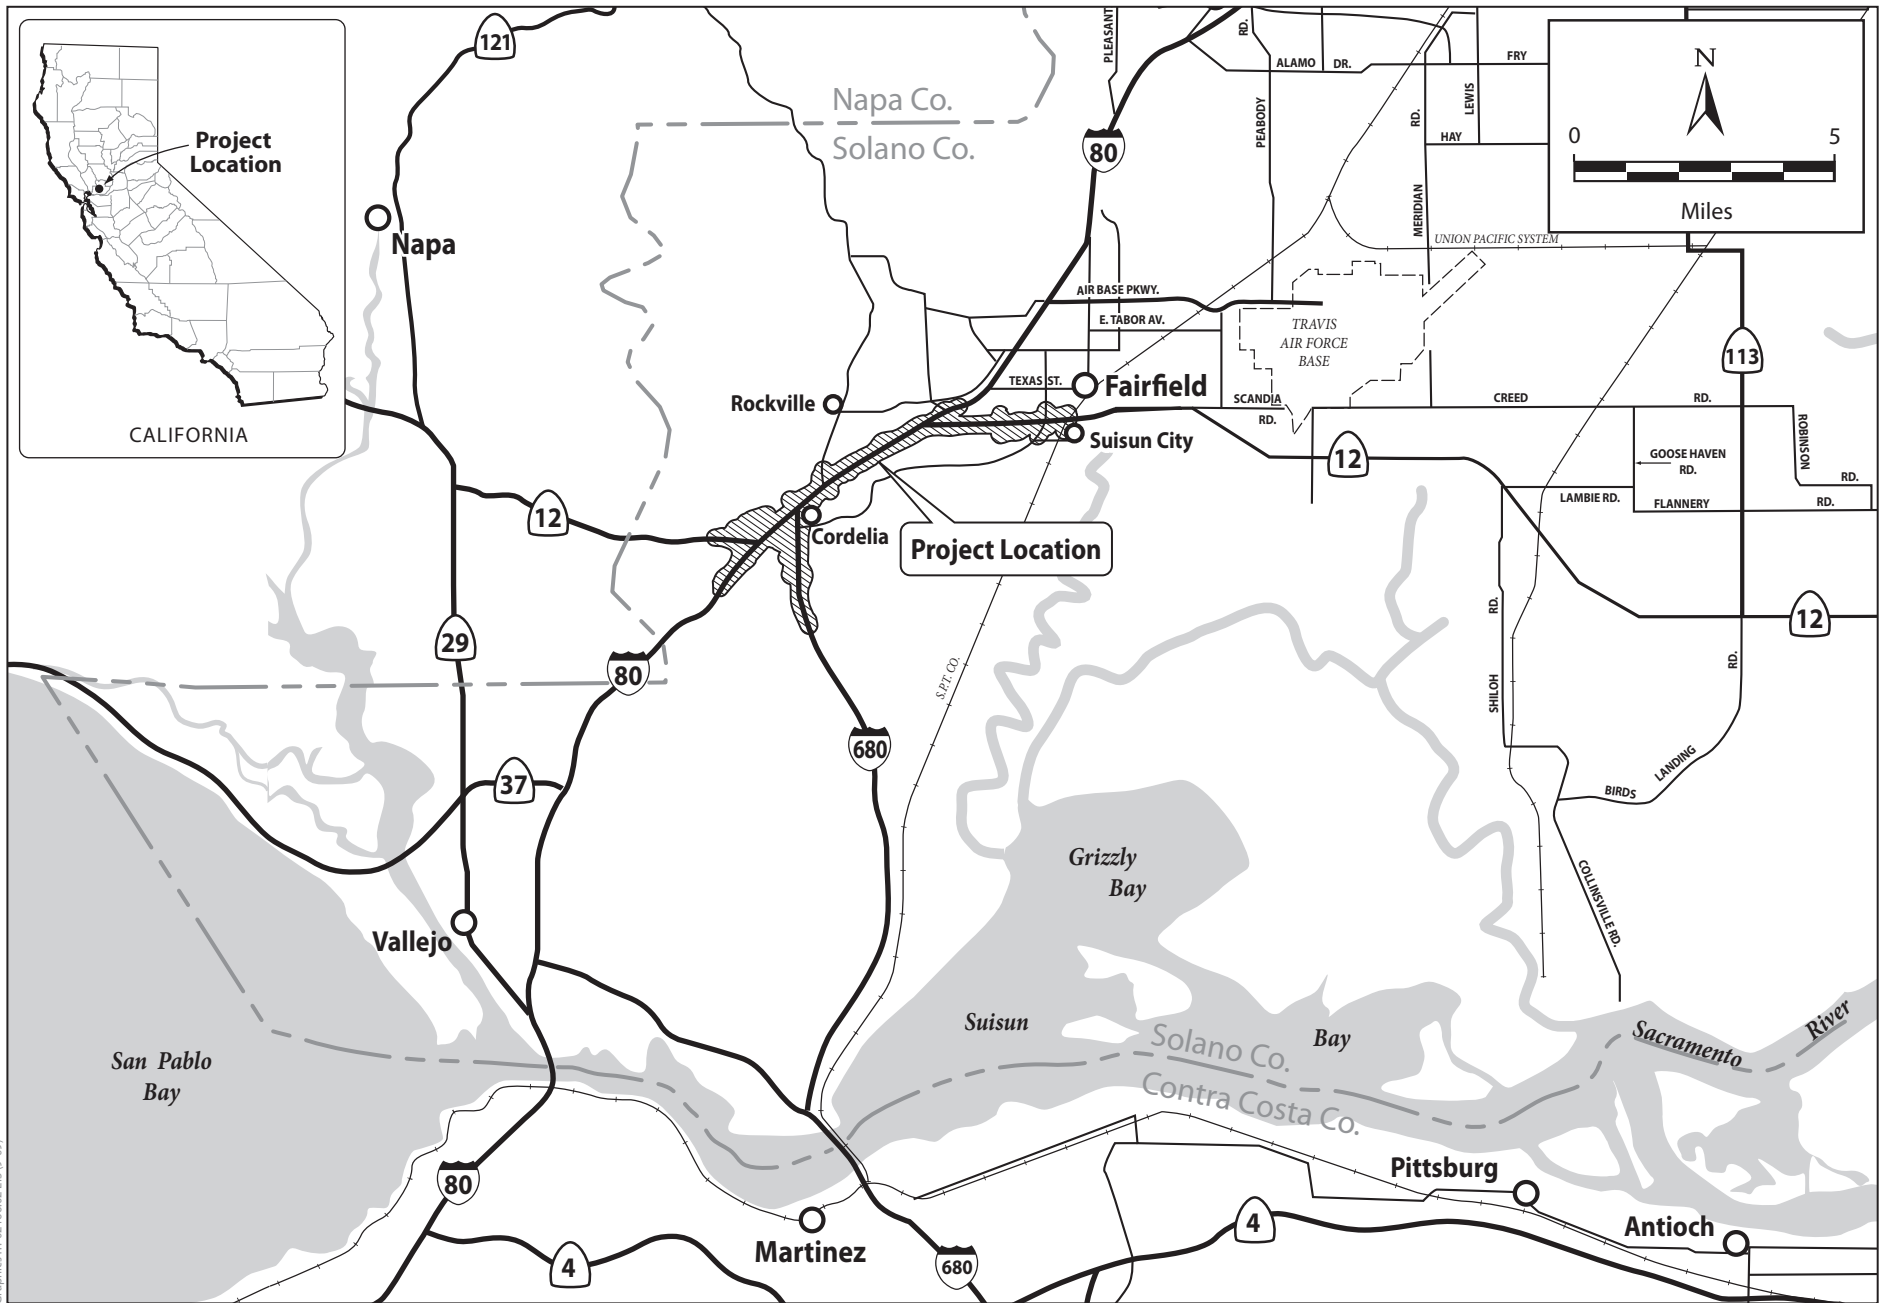 121
PLEASANT
RD.
ALAMO DR.
FRY
N
Napa Co.
Solano Co.
80
PEABODY
RD.
LEWIS
HAY
0 5
Miles
Project
Location
CALIFORNIA
Napa
MERIDIAN
UNION PACIFIC SYSTEM
AIR BASE PKWY.
E. TABOR AV.
TRAVIS
AIR FORCE
BASE
113
TEXAS ST.
Fairfield
Rockville
SCANDIA
RD.
CREED RD.
ROBINSON
RD.
Suisun City
12
GOOSE HAVEN
RD.
LAMBIE RD.
FLANNERY RD.
12
Cordelia
Project Location
SHILOH RD.
12
29
80
S.P.T. CO.
680
BIRDS LANDING RD.
37
COLLINSVILLE RD.
Grizzly
Bay
Vallejo
Suisun Bay
Solano Co.
Contra Costa Co.
Sacramento River
San Pablo
Bay
80
Pittsburg
Antioch
4
4
Martinez
680